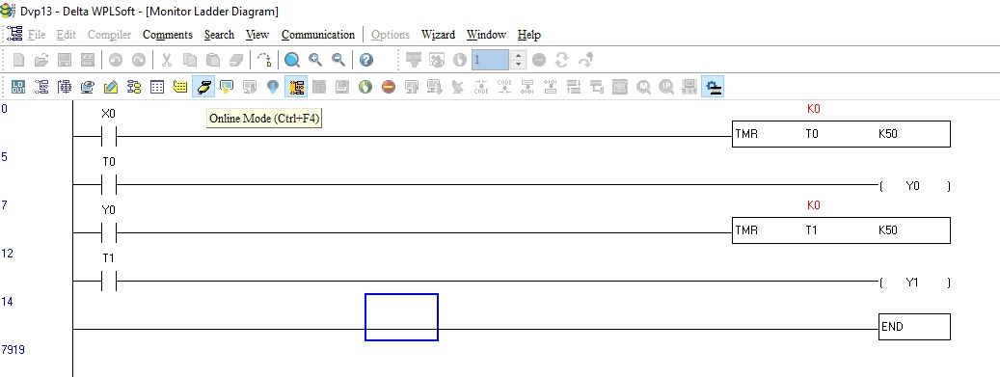 Dvp13 - Delta WPLSoft - [Monitor Ladder Diagram]
File Edit Compiler Comments Search View Communication Options Wizard Window Help
1
Online Mode (Ctrl+F4)
0
X0
K0
TMR T0 K50
5
T0
( Y0 )
7
Y0
K0
TMR T1 K50
12
T1
( Y1 )
14
END
7919